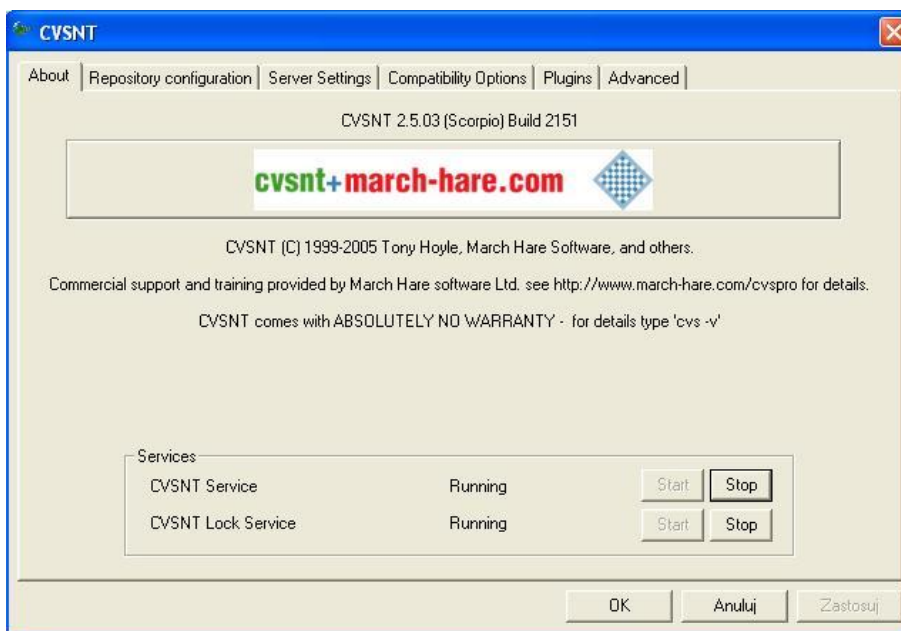 CVSNT
About Repository configuration Server Settings Compatibility Options Plugins Advanced
CVSNT 2.5.03 (Scorpio) Build 2151
cvsnt+march-hare.com
CVSNT (C) 1999-2005 Tony Hoyle, March Hare Software, and others.
Commercial support and training provided by March Hare software Ltd. see http://www.march-hare.com/cvspro for details.
CVSNT comes with ABSOLUTELY NO WARRANTY - for details type 'cvs -v'
Services
CVSNT Service Running Start Stop
CVSNT Lock Service Running Start Stop
OK Anuluj Zastosuj